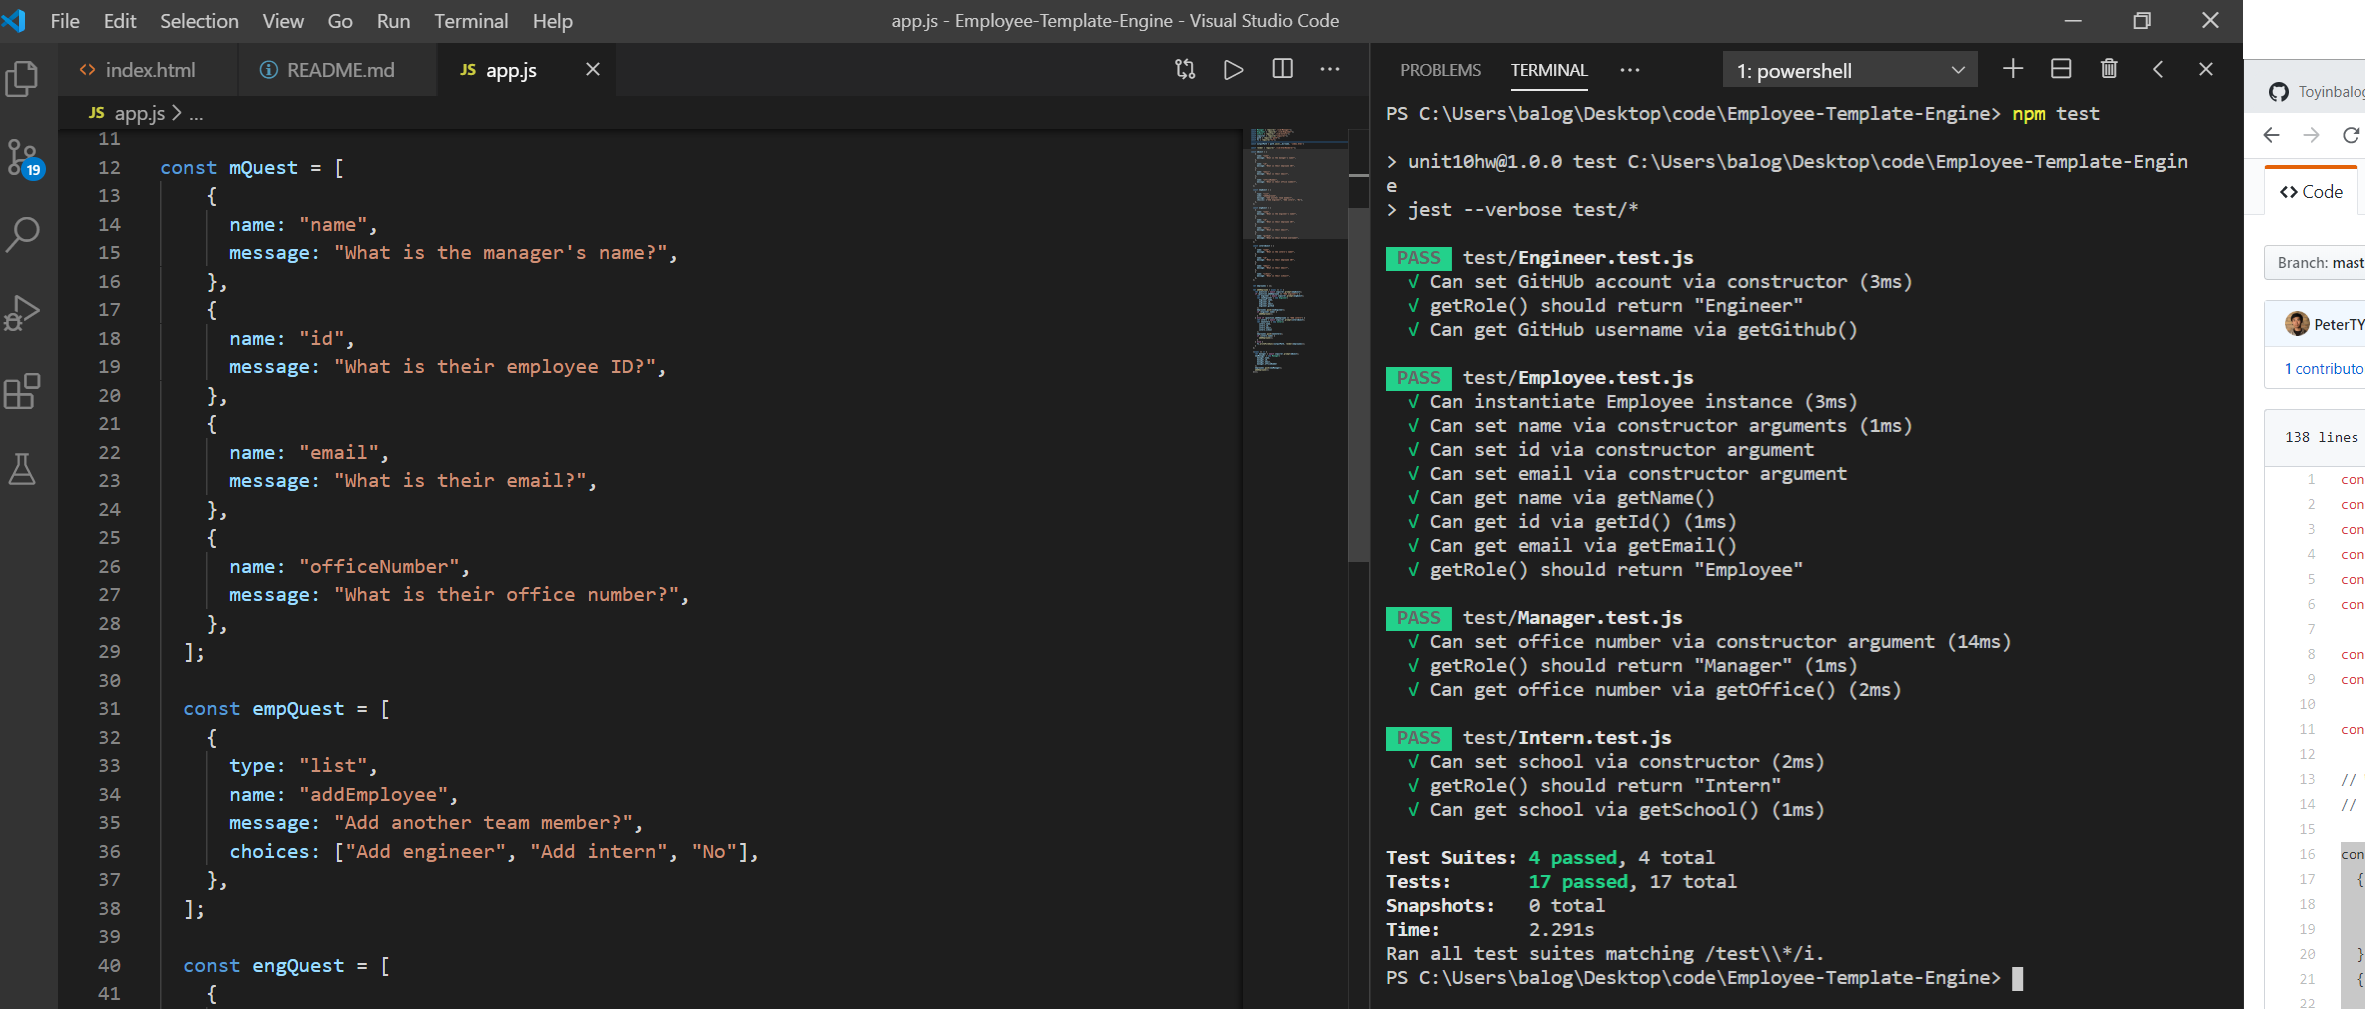 File Edit Selection View Go Run Terminal Help
app.js - Employee-Template-Engine - Visual Studio Code
index.html
README.md
JS app.js
JS app.js > ...
19
11
12 const mQuest = [
13 {
14 name: "name",
15 message: "What is the manager's name?",
16 },
17 {
18 name: "id",
19 message: "What is their employee ID?",
20 },
21 {
22 name: "email",
23 message: "What is their email?",
24 },
25 {
26 name: "officeNumber",
27 message: "What is their office number?",
28 },
29 ];
30
31 const empQuest = [
32 {
33 type: "list",
34 name: "addEmployee",
35 message: "Add another team member?",
36 choices: ["Add engineer", "Add intern", "No"],
37 },
38 ];
39
40 const engQuest = [
41 {
PROBLEMS TERMINAL ... 1: powershell
PS C:\Users\balog\Desktop\code\Employee-Template-Engine> npm test
> unit10hw@1.0.0 test C:\Users\balog\Desktop\code\Employee-Template-Engin
e
> jest --verbose test/*
PASS test/Engineer.test.js
√ Can set GitHUb account via constructor (3ms)
√ getRole() should return "Engineer"
√ Can get GitHub username via getGithub()
PASS test/Employee.test.js
√ Can instantiate Employee instance (3ms)
√ Can set name via constructor arguments (1ms)
√ Can set id via constructor argument
√ Can set email via constructor argument
√ Can get name via getName()
√ Can get id via getId() (1ms)
√ Can get email via getEmail()
√ getRole() should return "Employee"
PASS test/Manager.test.js
√ Can set office number via constructor argument (14ms)
√ getRole() should return "Manager" (1ms)
√ Can get office number via getOffice() (2ms)
PASS test/Intern.test.js
√ Can set school via constructor (2ms)
√ getRole() should return "Intern"
√ Can get school via getSchool() (1ms)
Test Suites: 4 passed, 4 total
Tests: 17 passed, 17 total
Snapshots: 0 total
Time: 2.291s
Ran all test suites matching /test\\*/i.
PS C:\Users\balog\Desktop\code\Employee-Template-Engine>
Toyinbalog
<> Code
Branch: mast
PeterTY
1 contributo
138 lines
1 con
2 con
3 con
4 con
5 con
6 con
7
8 con
9 con
10
11 con
12
13 //
14 //
15
16 con
17 {
18
19
20 }
21 {
22